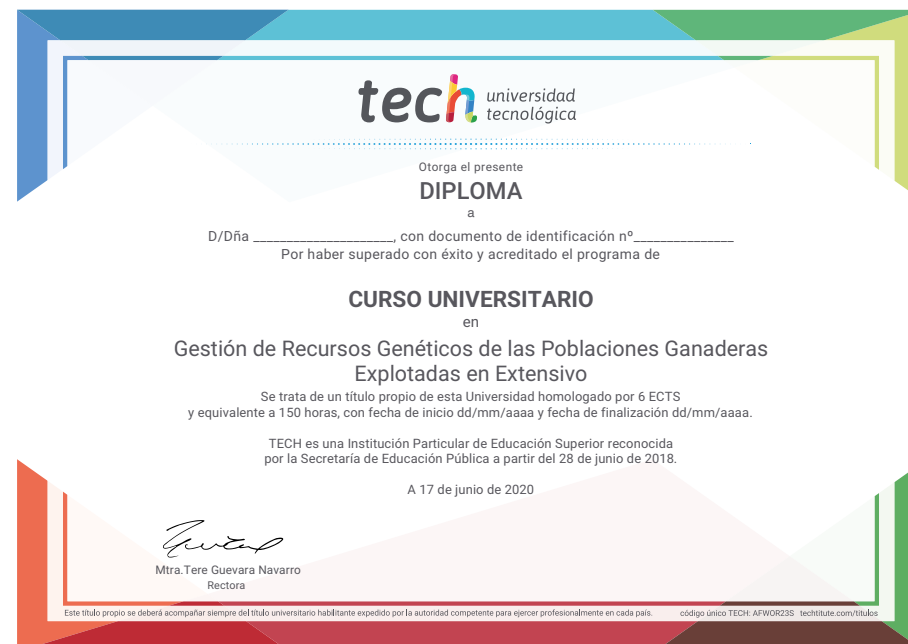 tech universidad
tecnológica
Otorga el presente
DIPLOMA
a
D/Dña _____________________, con documento de identificación nº_______________
Por haber superado con éxito y acreditado el programa de
CURSO UNIVERSITARIO
en
Gestión de Recursos Genéticos de las Poblaciones Ganaderas
Explotadas en Extensivo
Se trata de un título propio de esta Universidad homologado por 6 ECTS
y equivalente a 150 horas, con fecha de inicio dd/mm/aaaa y fecha de finalización dd/mm/aaaa.
TECH es una Institución Particular de Educación Superior reconocida
por la Secretaría de Educación Pública a partir del 28 de junio de 2018.
A 17 de junio de 2020
Mtra.Tere Guevara Navarro
Rectora
Este título propio se deberá acompañar siempre del título universitario habilitante expedido por la autoridad competente para ejercer profesionalmente en cada país. código único TECH: AFWOR23S techtitute.com/titulos